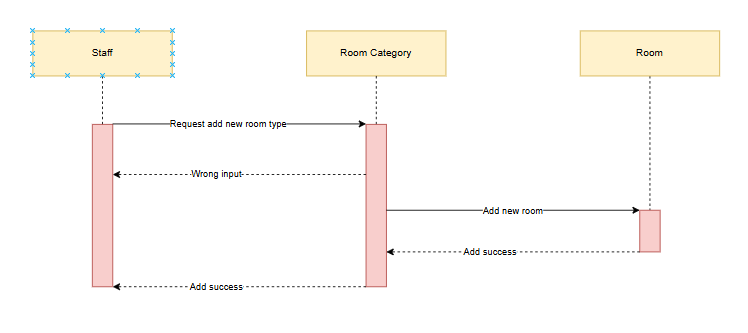 Staff
Room Category
Room
Request add new room type
Wrong input
Add new room
Add success
Add success